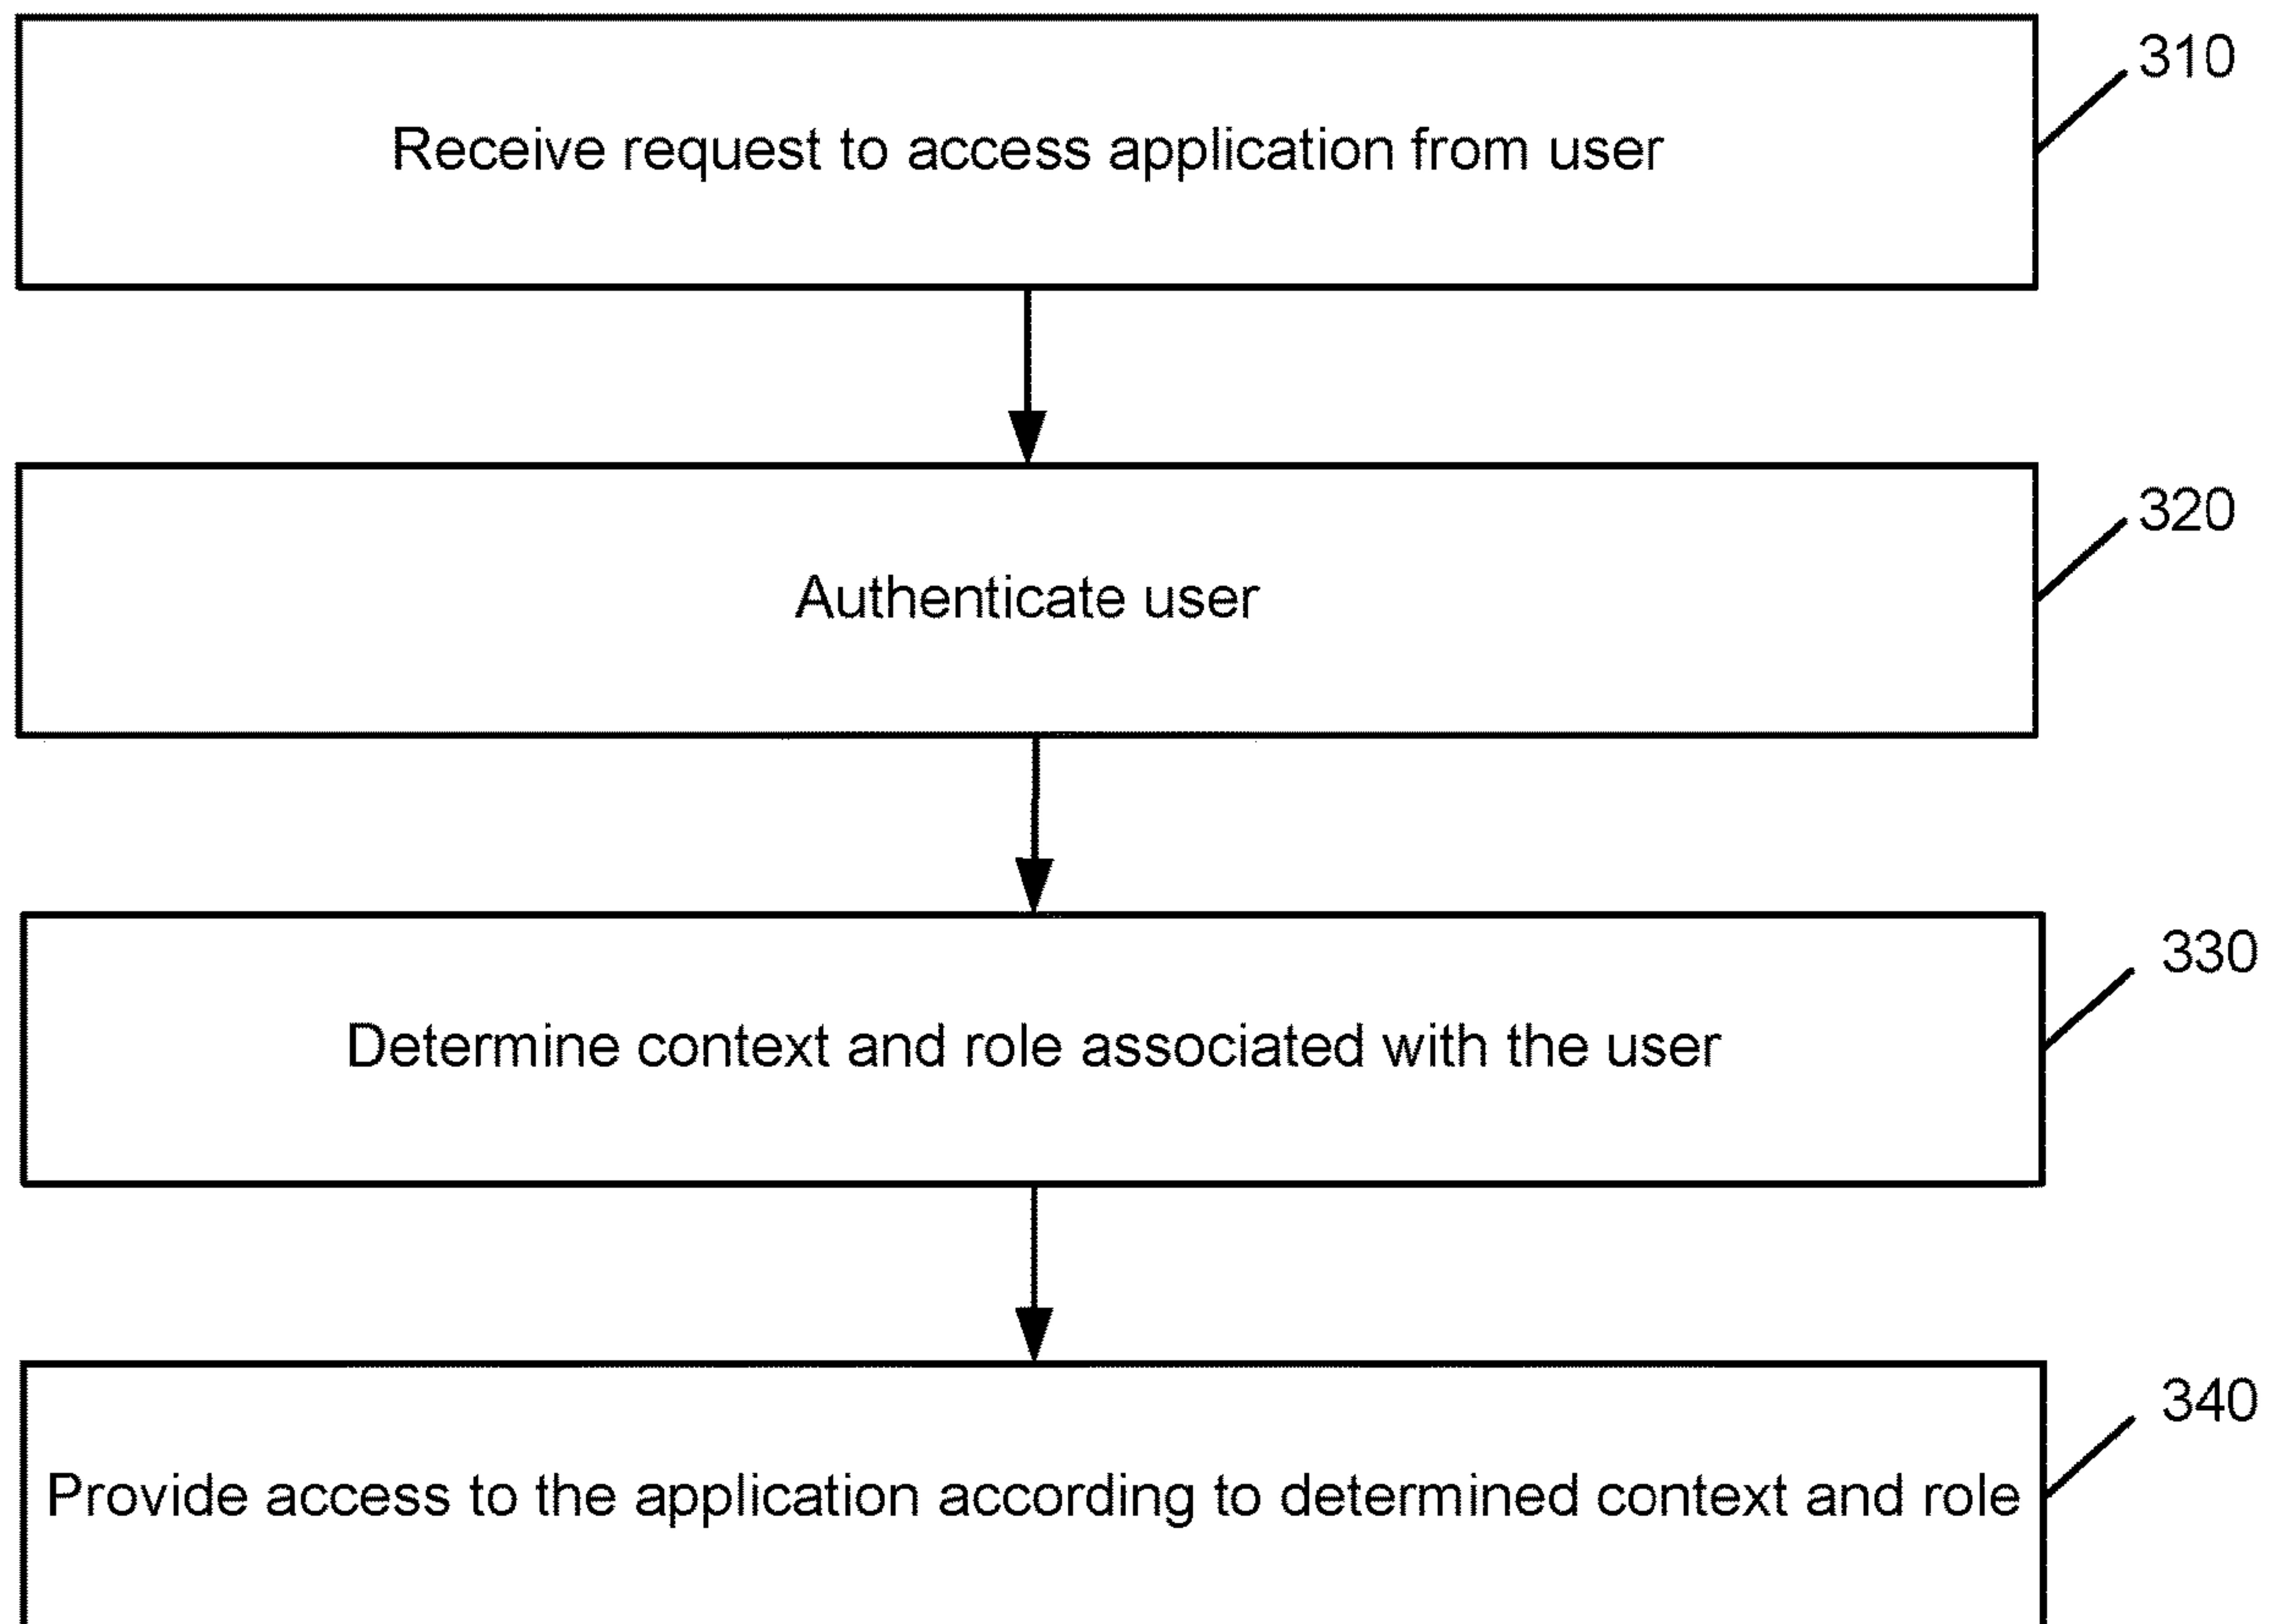 310
Receive request to access application from user
320
Authenticate user
330
Determine context and role associated with the user
340
Provide access to the application according to determined context and role